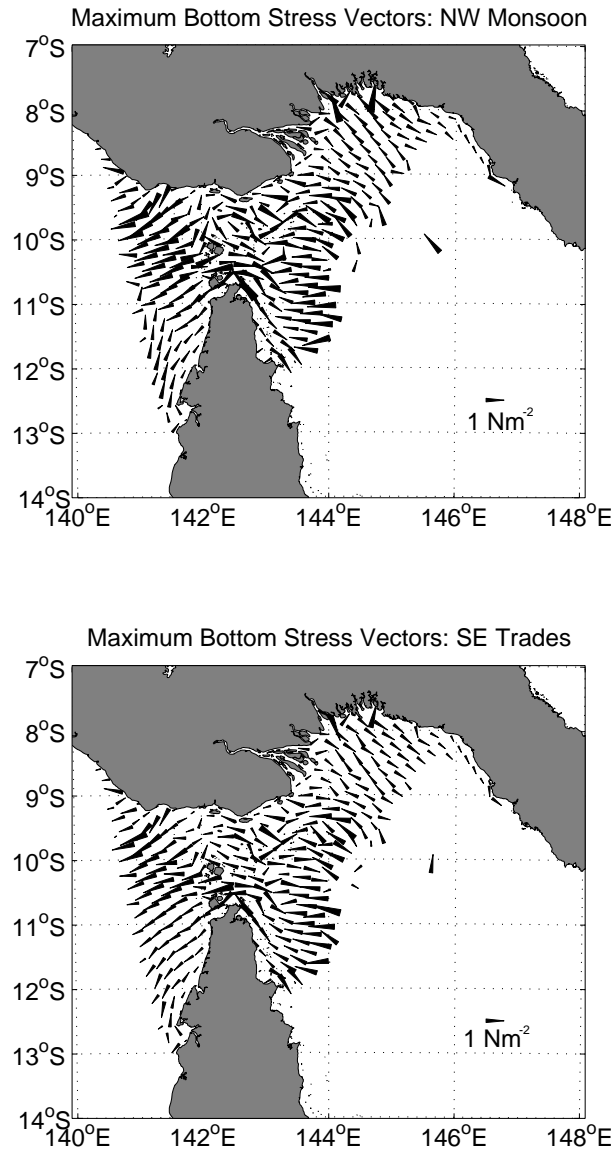 Maximum Bottom Stress Vectors: NW Monsoon
7°S
8°S
9°S
10°S
11°S
12°S
13°S
14°S
1 Nm⁻²
140°E 142°E 144°E 146°E 148°E
Maximum Bottom Stress Vectors: SE Trades
7°S
8°S
9°S
10°S
11°S
12°S
13°S
14°S
1 Nm⁻²
140°E 142°E 144°E 146°E 148°E